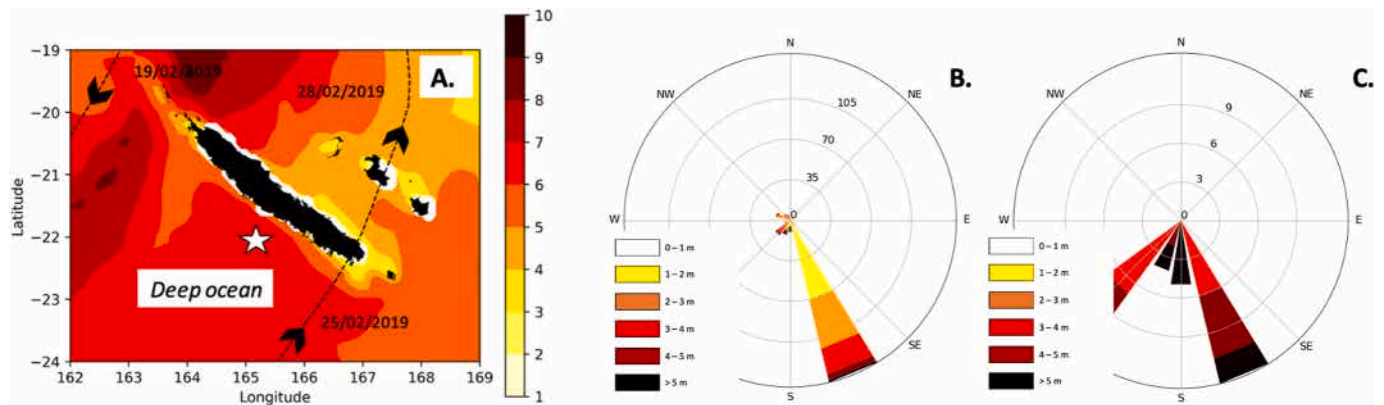 A.
19/02/2019
28/02/2019
Deep ocean
25/02/2019
−19
−20
−21
−22
−23
−24
Latitude
162 163 164 165 166 167 168 169
Longitude
10
9
8
7
6
5
4
3
2
1
B.
N
NE
E
SE
S
W
NW
105
70
35
0
0 – 1 m
1 – 2 m
2 – 3 m
3 – 4 m
4 – 5 m
> 5 m
C.
N
NE
E
SE
S
W
NW
9
6
3
0
0 – 1 m
1 – 2 m
2 – 3 m
3 – 4 m
4 – 5 m
> 5 m